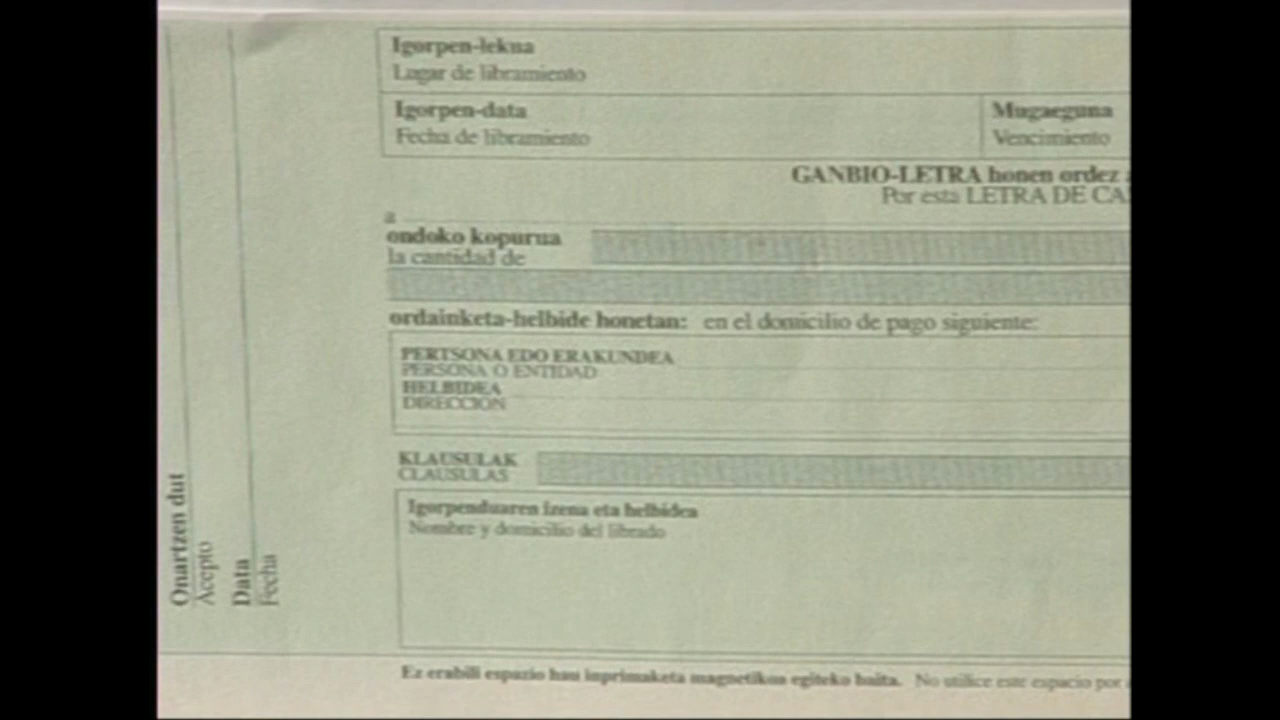 Igorpen-lekua
Lugar de libramiento
Igorpen-data
Fecha de libramiento
Mugaeguna
Vencimiento
GANBIO-LETRA honen ordez
Por esta LETRA DE CA
a
ondoko kopurua
la cantidad de
ordainketa-helbide honetan: en el domicilio de pago siguiente:
PERTSONA EDO ERAKUNDEA
PERSONA O ENTIDAD
HELBIDEA
DIRECCION
KLAUSULAK
CLAUSULAS
Igorpenduaren izena eta helbidea
Nombre y domicilio del librado
Onartzen dut
Acepto
Data
Fecha
Ez erabili espazio hau inprimaketa magnetikoa egiteko baita. No utilice este espacio por